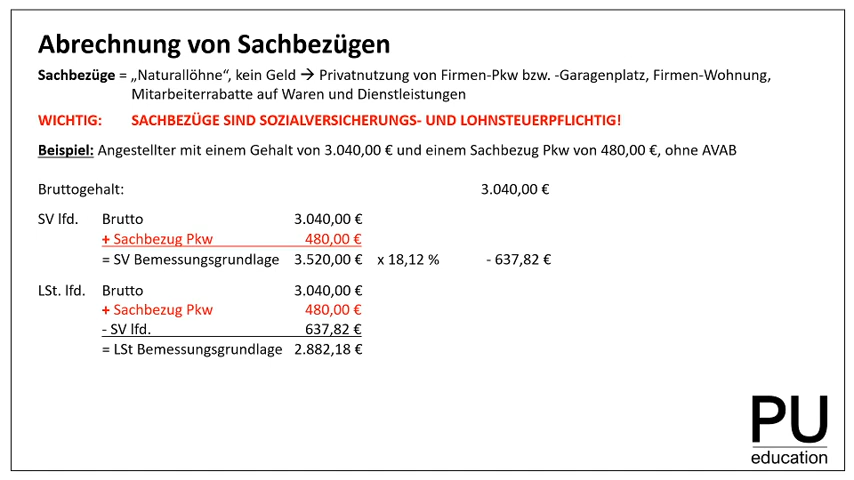 Abrechnung von Sachbezügen
Sachbezüge = „Naturallöhne“, kein Geld → Privatnutzung von Firmen-Pkw bzw. -Garagenplatz, Firmen-Wohnung,
Mitarbeiterrabatte auf Waren und Dienstleistungen
WICHTIG: SACHBEZÜGE SIND SOZIALVERSICHERUNGS- UND LOHNSTEUERPFLICHTIG!
Beispiel: Angestellter mit einem Gehalt von 3.040,00 € und einem Sachbezug Pkw von 480,00 €, ohne AVAB
Bruttogehalt: 3.040,00 €
SV lfd. Brutto 3.040,00 €
+ Sachbezug Pkw 480,00 €
= SV Bemessungsgrundlage 3.520,00 € x 18,12 % - 637,82 €
LSt. lfd. Brutto 3.040,00 €
+ Sachbezug Pkw 480,00 €
- SV lfd. 637,82 €
= LSt Bemessungsgrundlage 2.882,18 €
PU
education